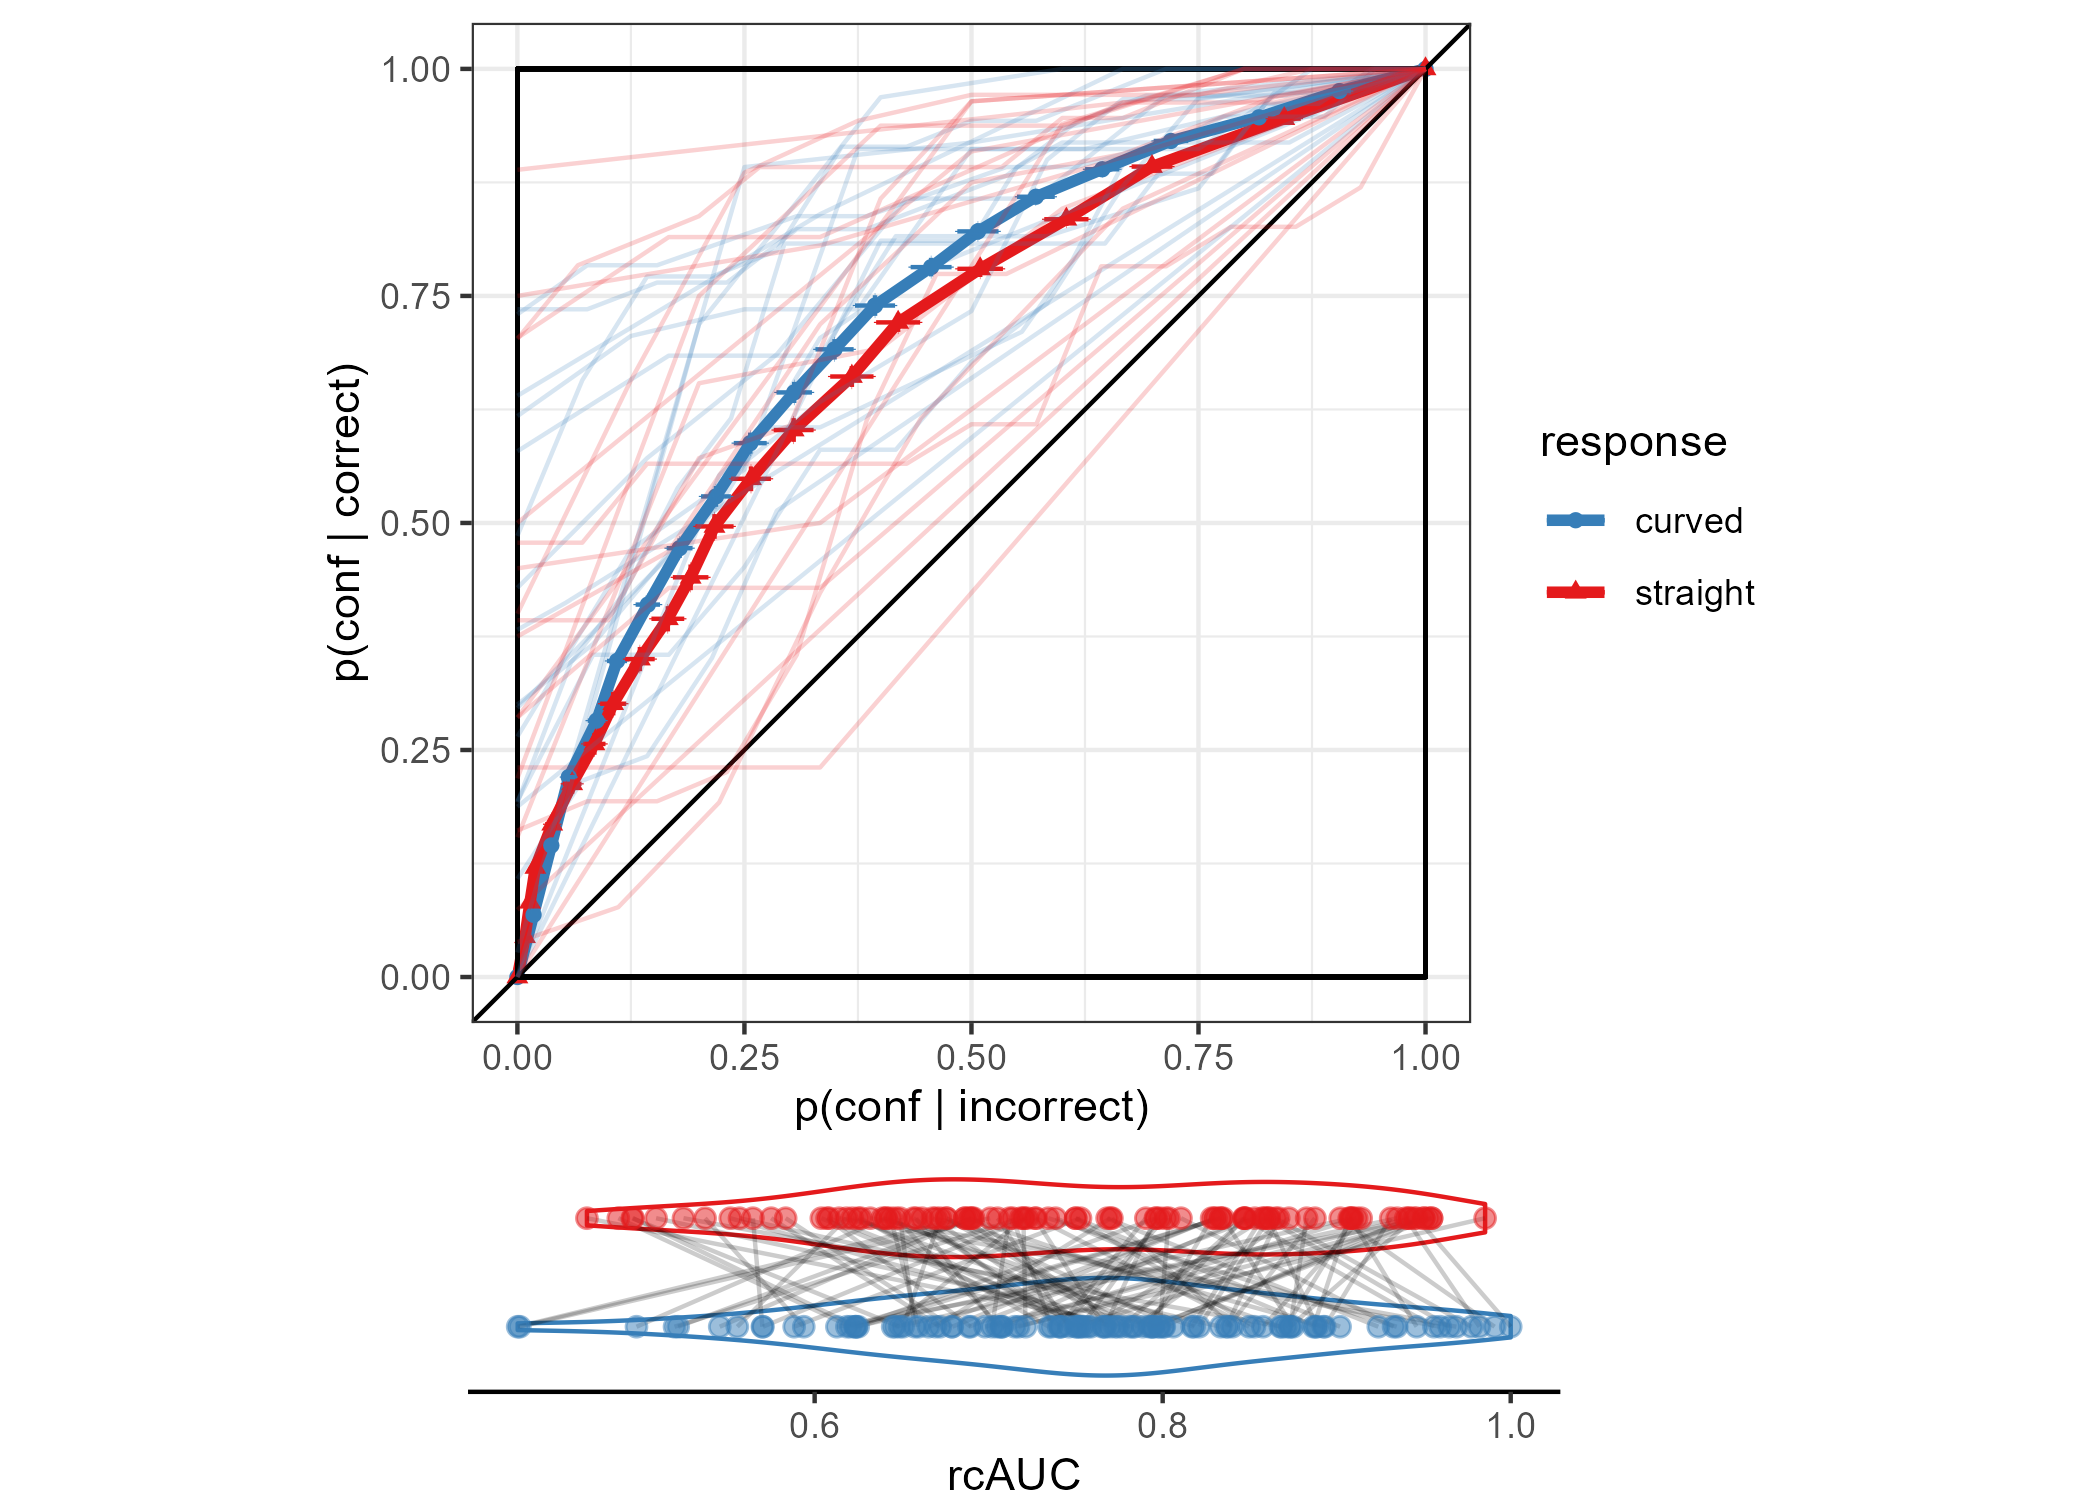 1.00
0.75
0.50
0.25
0.00
p(conf | correct)
0.00 0.25 0.50 0.75 1.00
p(conf | incorrect)
response
curved
straight
0.6 0.8 1.0
rcAUC